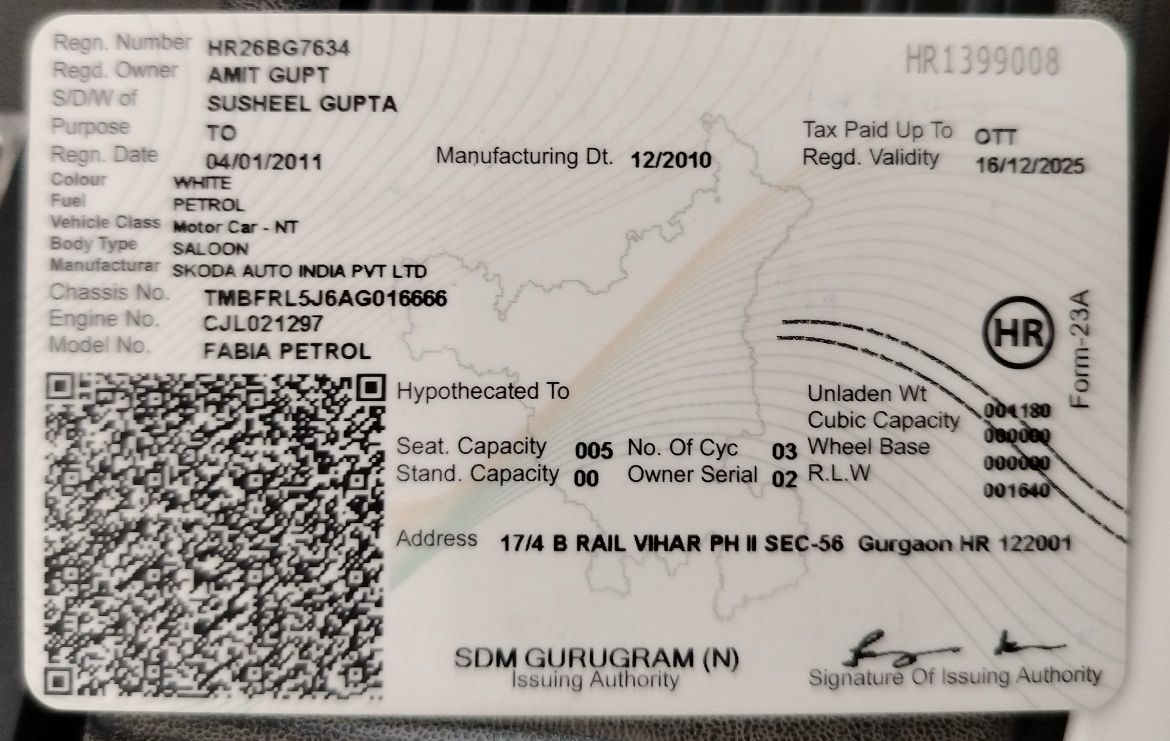 Regn. Number HR26BG7634
HR1399008
Regd. Owner AMIT GUPT
S/D/W of SUSHEEL GUPTA
Purpose TO
Tax Paid Up To OTT
Regn. Date 04/01/2011
Manufacturing Dt. 12/2010
Regd. Validity 16/12/2025
Colour WHITE
Fuel PETROL
Vehicle Class Motor Car - NT
Body Type SALOON
Manufacturar SKODA AUTO INDIA PVT LTD
Chassis No. TMBFRL5J6AG016666
Engine No. CJL021297
Model No. FABIA PETROL
HR
Form-23A
Hypothecated To
Unladen Wt 001180
Cubic Capacity 000000
Seat. Capacity 005 No. Of Cyc 03 Wheel Base 000000
Stand. Capacity 00 Owner Serial 02 R.L.W 001640
Address 17/4 B RAIL VIHAR PH II SEC-56 Gurgaon HR 122001
SDM GURUGRAM (N)
Issuing Authority
Signature Of Issuing Authority